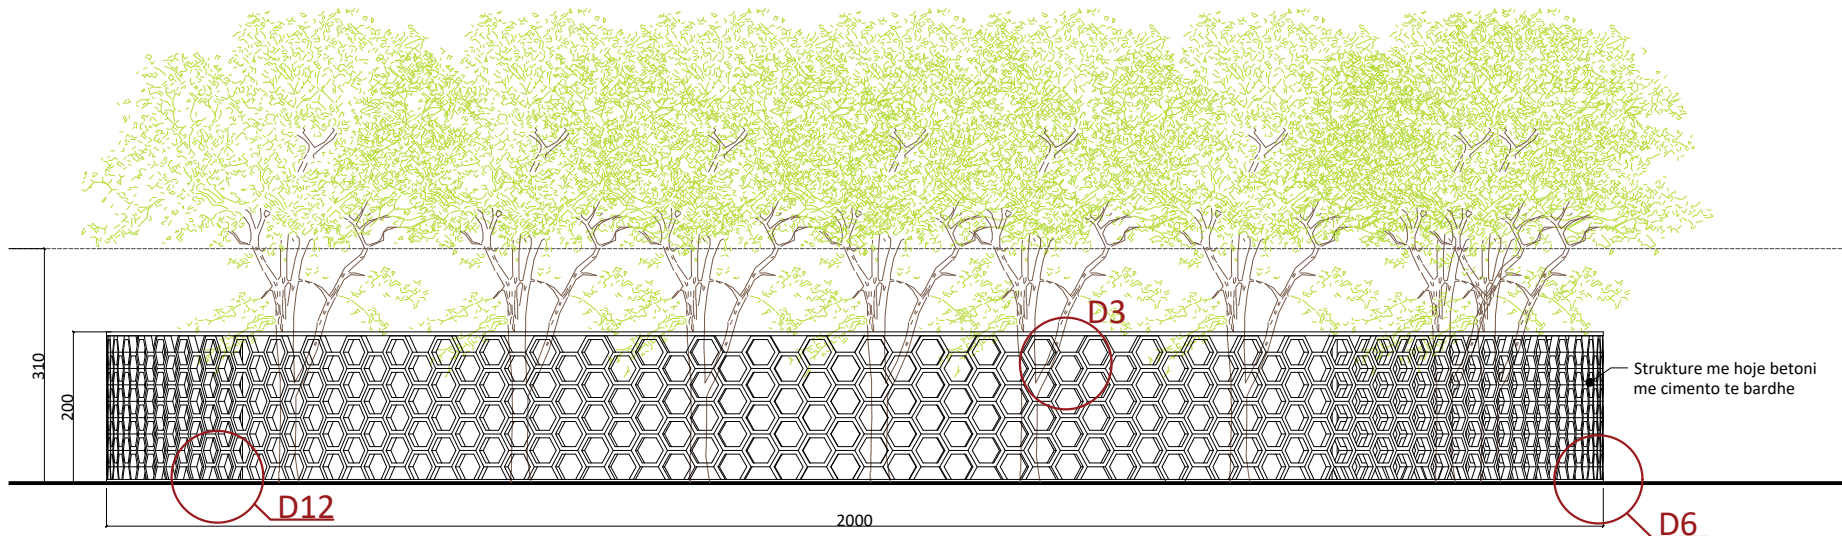 D3
310
200
Strukture me hoje betoni
me cimento te bardhe
D12
2000
D6